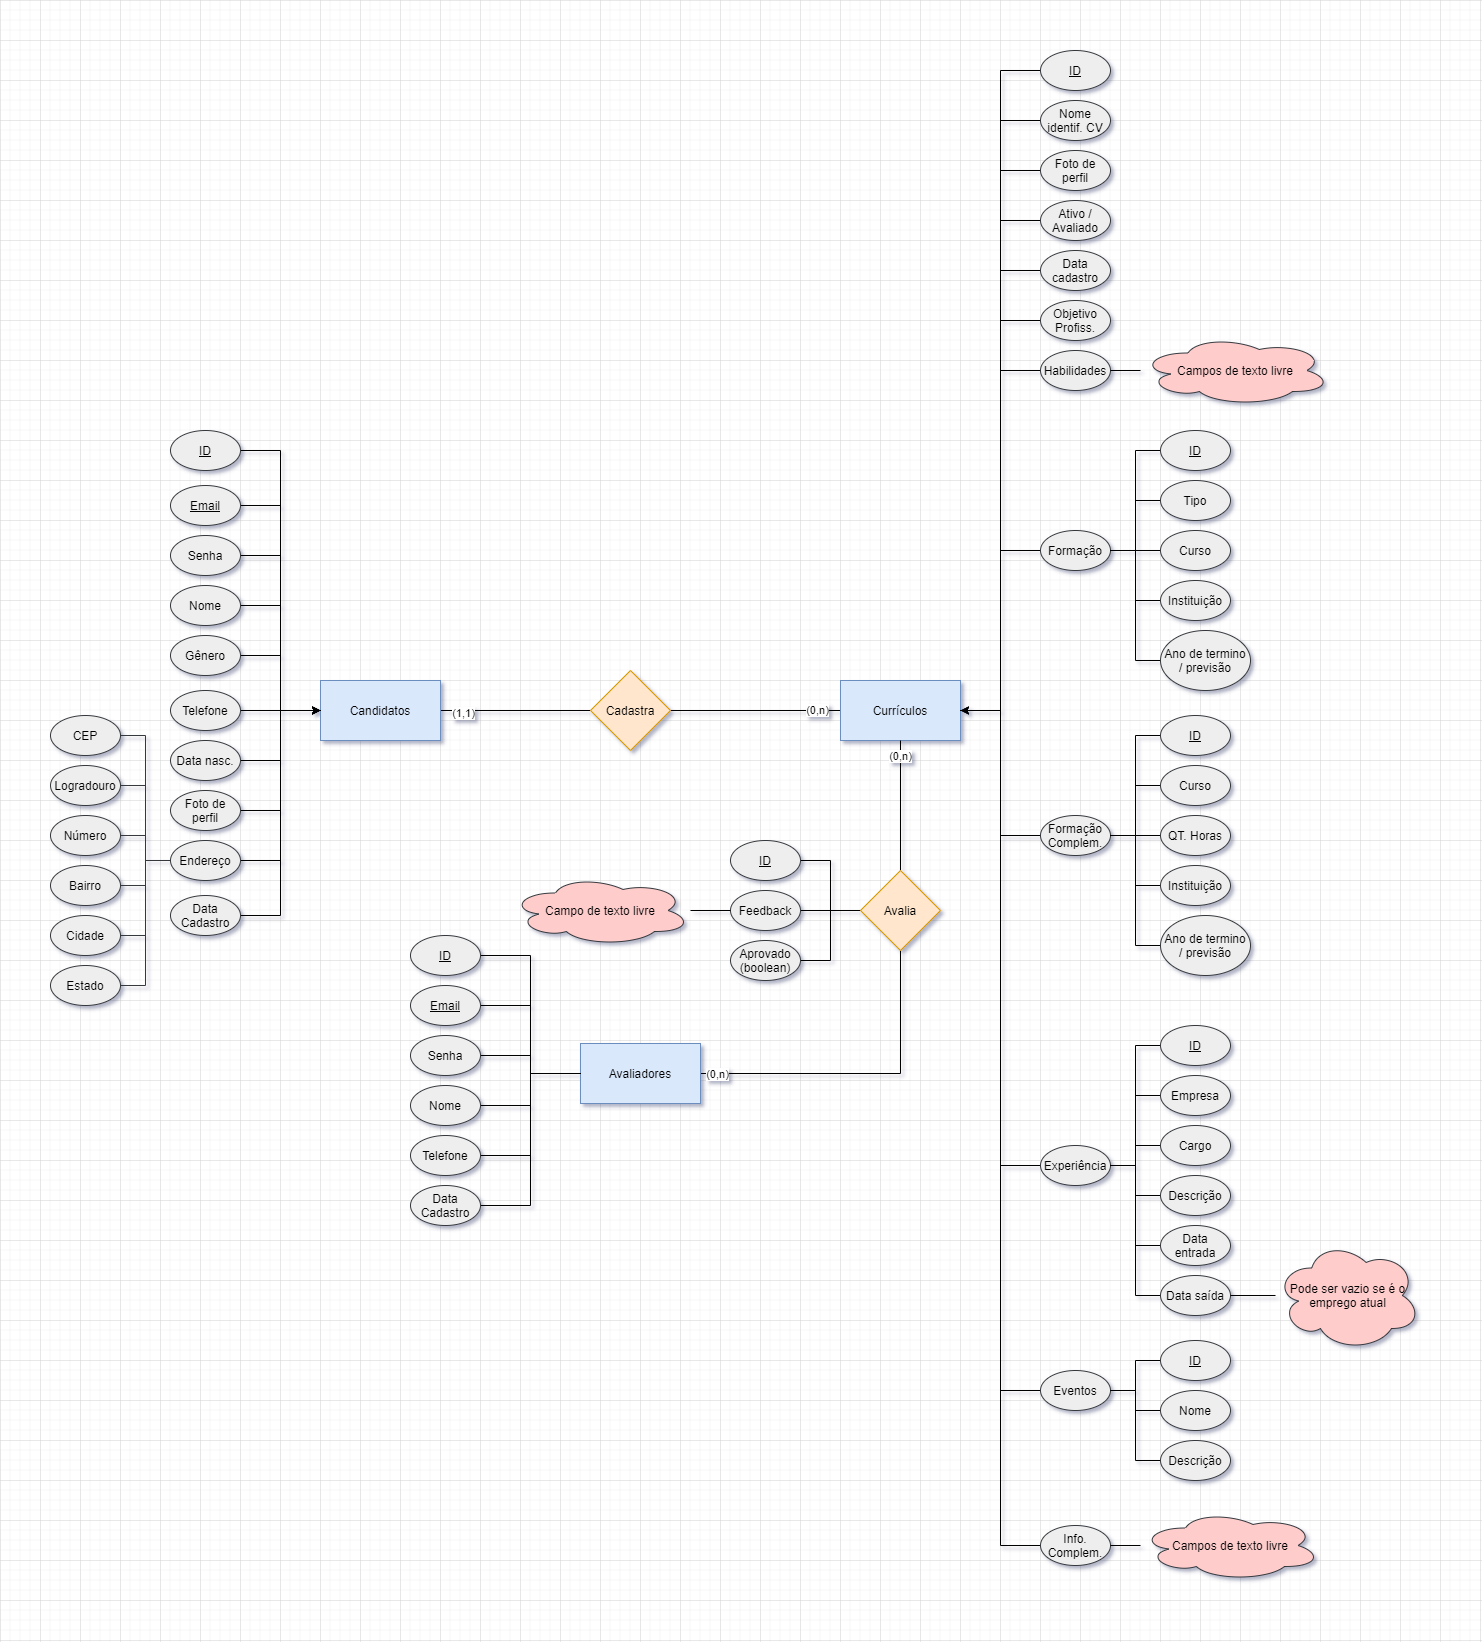 ID
Email
Senha
Nome
Gênero
Telefone
Data nasc.
Foto de
perfil
Endereço
Data
Cadastro
CEP
Logradouro
Número
Bairro
Cidade
Estado
Candidatos
(1,1)
Cadastra
(0,n)
Currículos
(0,n)
Avalia
ID
Feedback
Aprovado
(boolean)
Campo de texto livre
(0,n)
Avaliadores
ID
Email
Senha
Nome
Telefone
Data
Cadastro
ID
Nome
identif. CV
Foto de
perfil
Ativo /
Avaliado
Data
cadastro
Objetivo
Profiss.
Habilidades
Campos de texto livre
Formação
ID
Tipo
Curso
Instituição
Ano de termino
/ previsão
Formação
Complem.
ID
Curso
QT. Horas
Instituição
Ano de termino
/ previsão
Experiência
ID
Empresa
Cargo
Descrição
Data
entrada
Data saída
Pode ser vazio se é o
emprego atual
Eventos
ID
Nome
Descrição
Info.
Complem.
Campos de texto livre